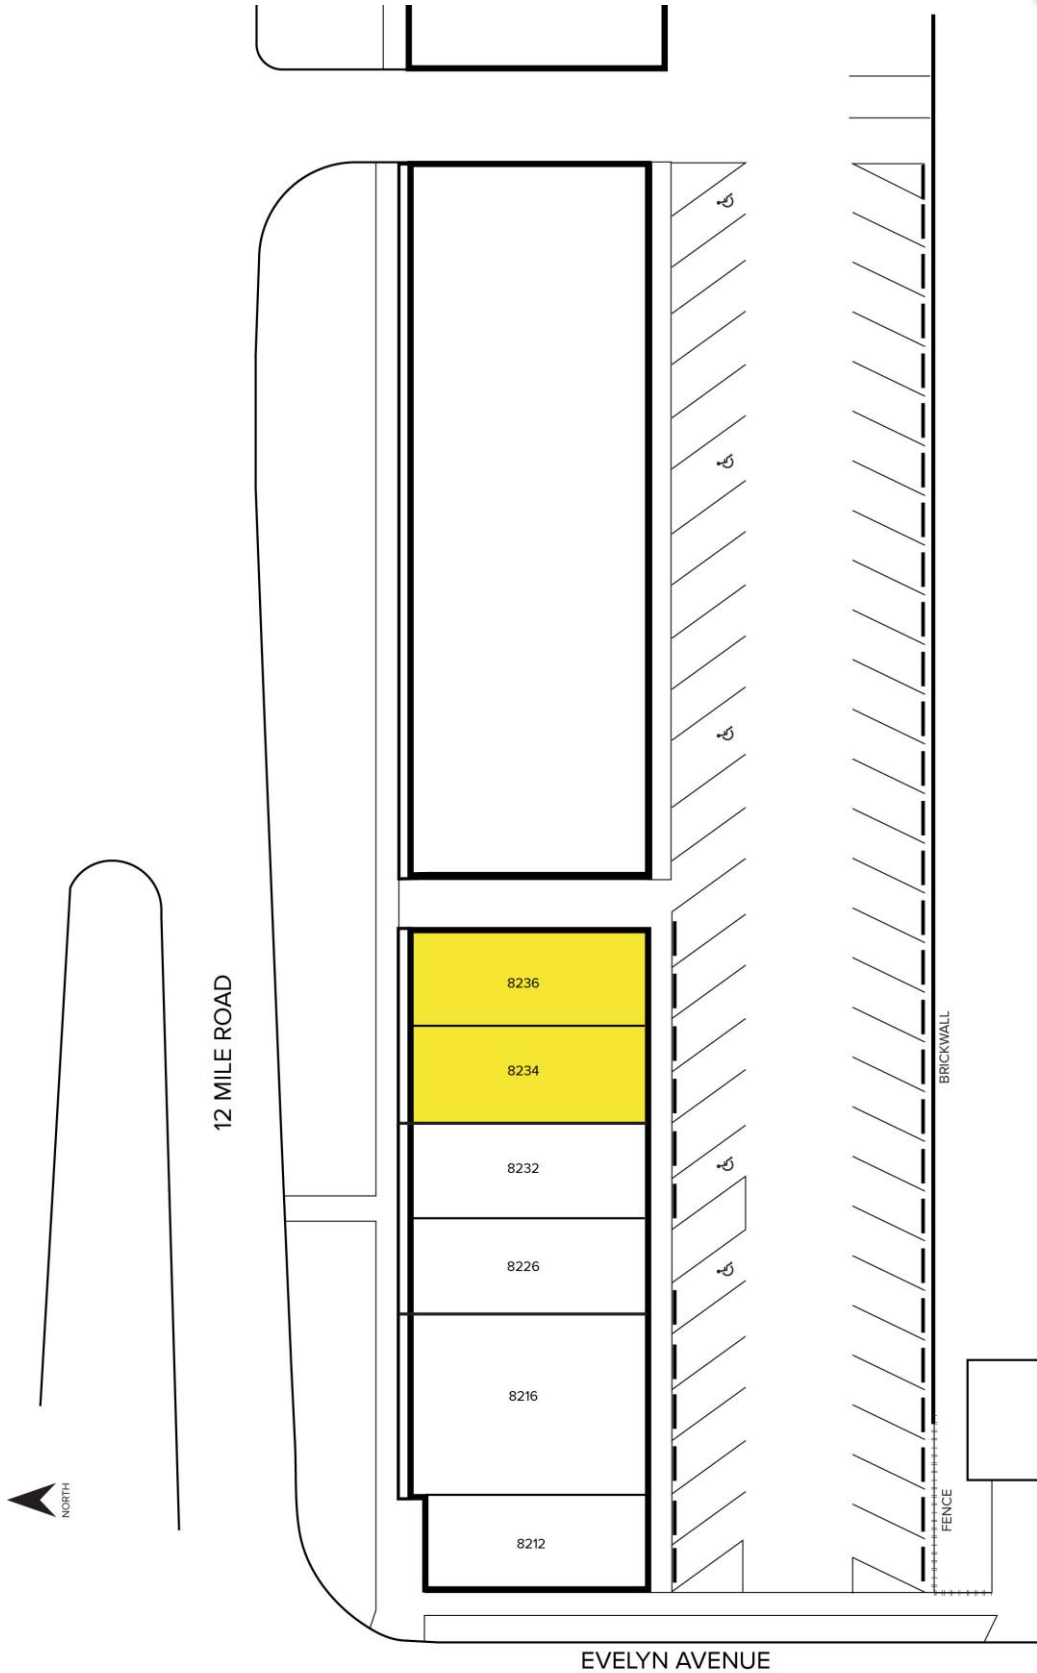 8236
12 MILE ROAD
BRICKWALL
8234
8232
8226
8216
NORTH
FENCE
8212
EVELYN AVENUE